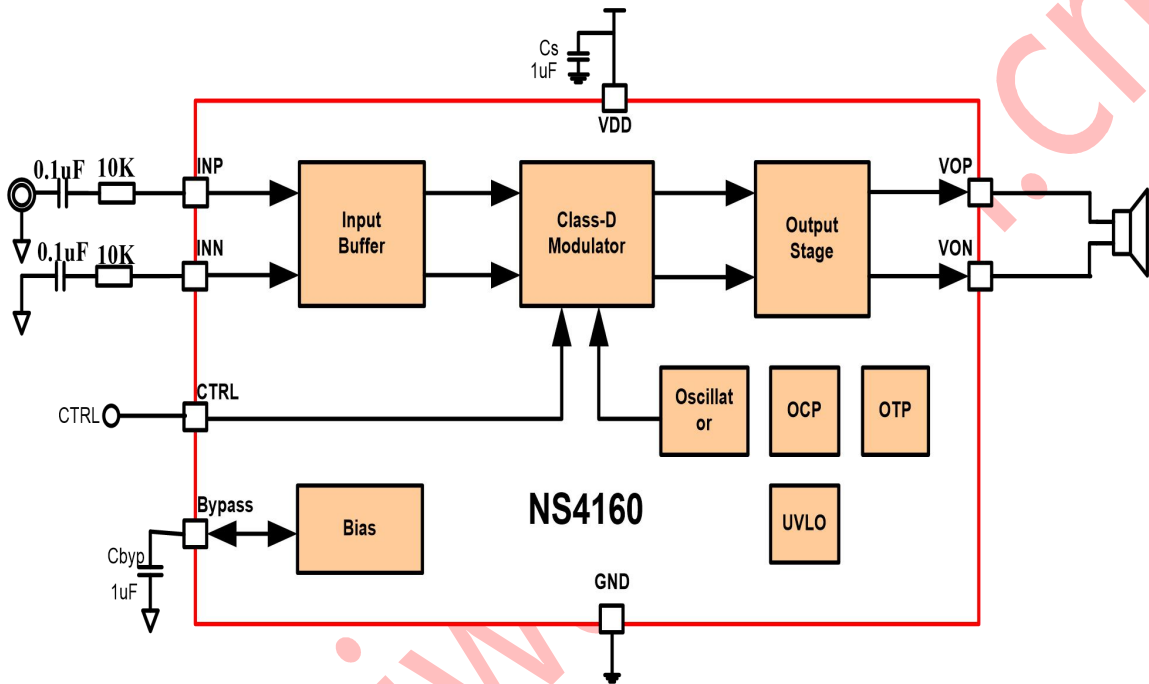 Cs
1uF
VDD
0.1uF
10K
INP
VOP
Input
Buffer
Class-D
Modulator
Output
Stage
0.1uF
10K
INN
VON
CTRL
CTRL
Oscillat
or
OCP
OTP
Bypass
NS4160
UVLO
Bias
Cbyp
1uF
GND